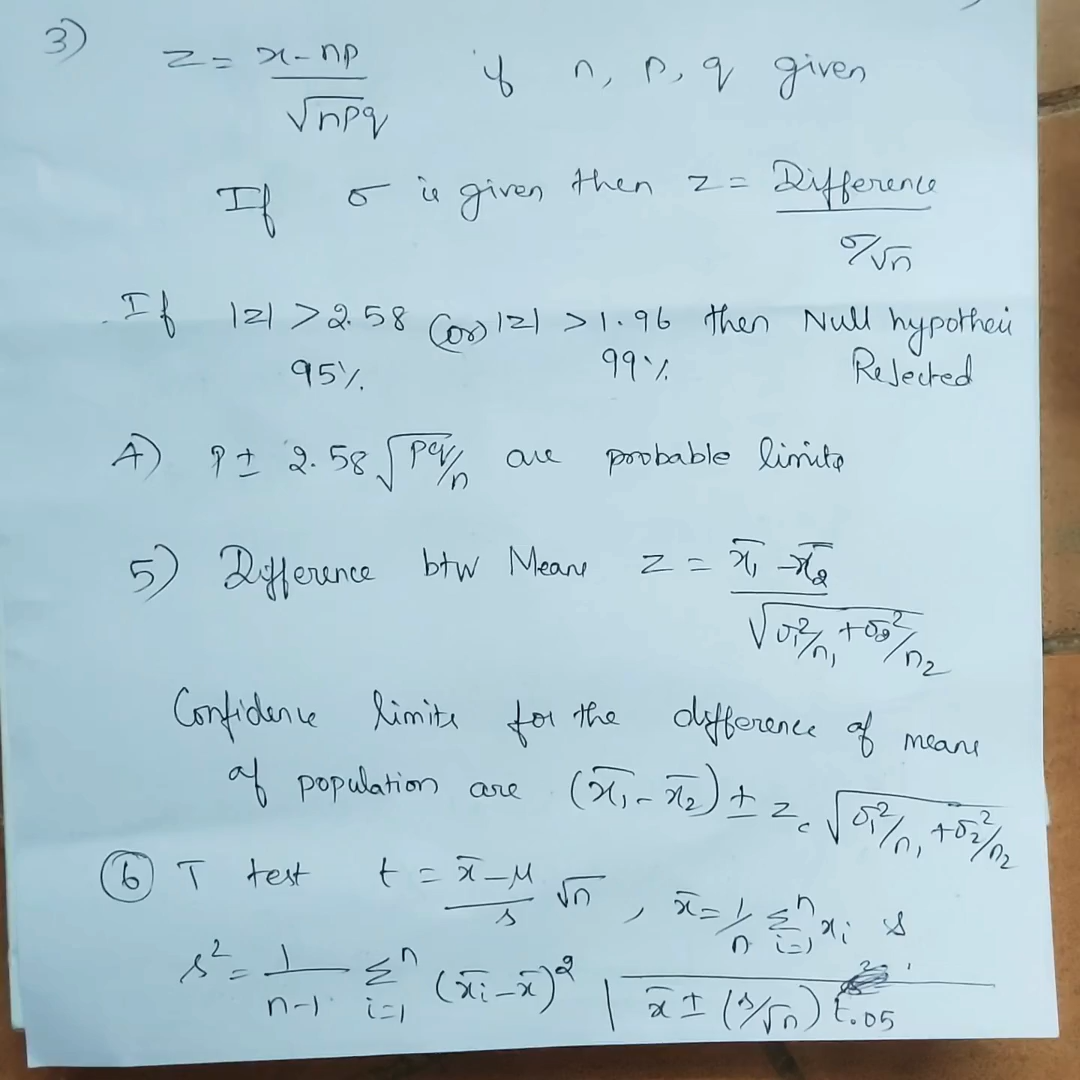 3) z = x - np / √npq if n, p, q given
If σ is given then z = Difference / σ/√n
If |z| > 2.58 (or) |z| > 1.96 then Null hypothesis
95% 99% Rejected
4) p ± 2.58 √pq/n are probable limits
5) Difference btw Means z = x̄₁ - x̄₂ / √σ₁²/n₁ + σ₂²/n₂
Confidence limits for the difference of means
of population are (x̄₁ - x̄₂) ± z꜀ √σ₁²/n₁ + σ₂²/n₂
⑥ T test t = x̄ - μ / s √n , x̄ = 1/n Σⁿᵢ₌₁ xᵢ &
s² = 1/n-1 Σⁿᵢ₌₁ (x̄ᵢ - x̄)² | x̄ ± (s/√n) t.05